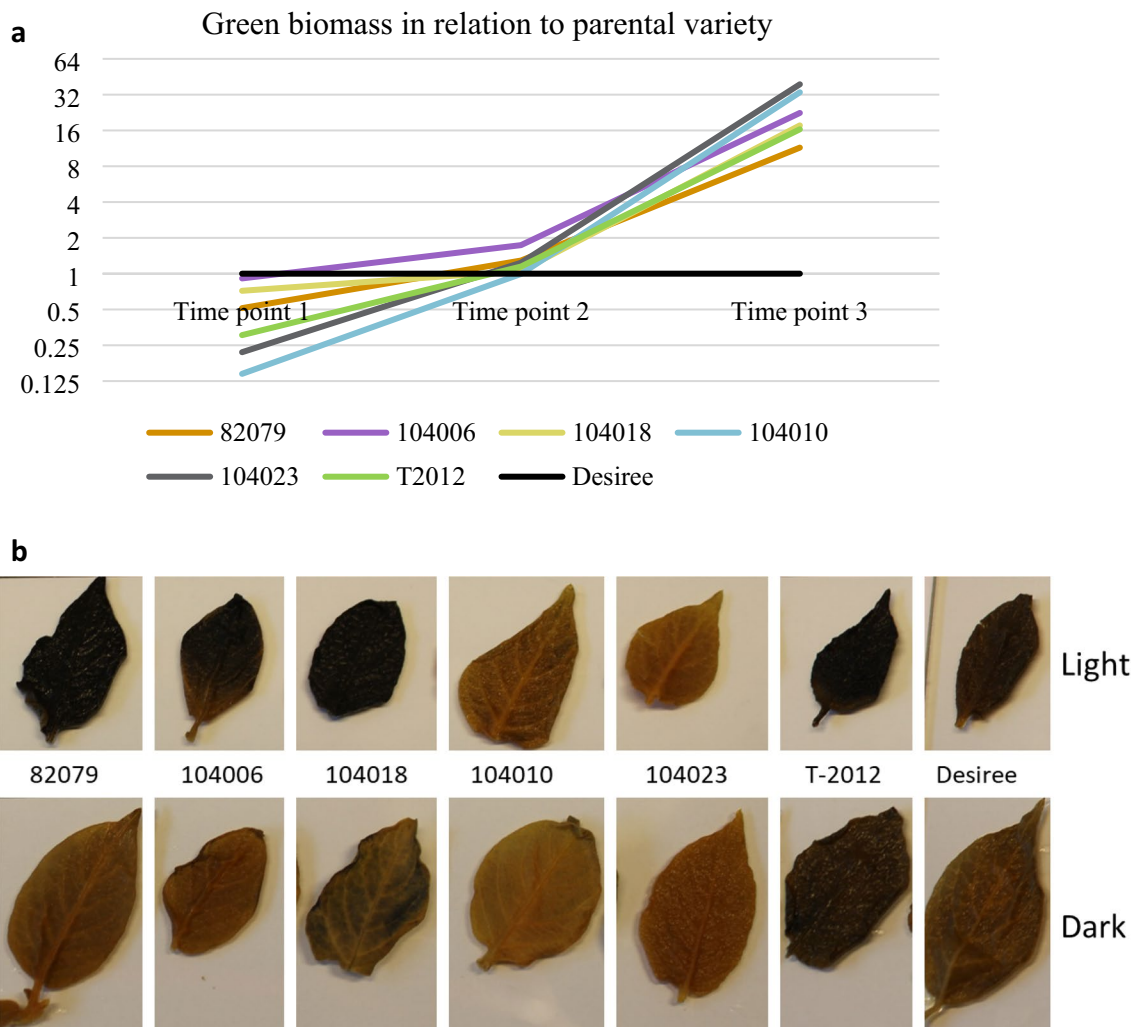 a
Green biomass in relation to parental variety
64
32
16
8
4
2
1
0.5
0.25
0.125
Time point 1 Time point 2 Time point 3
82079 104006 104018 104010
104023 T2012 Desiree
b
Light
82079 104006 104018 104010 104023 T-2012 Desiree
Dark